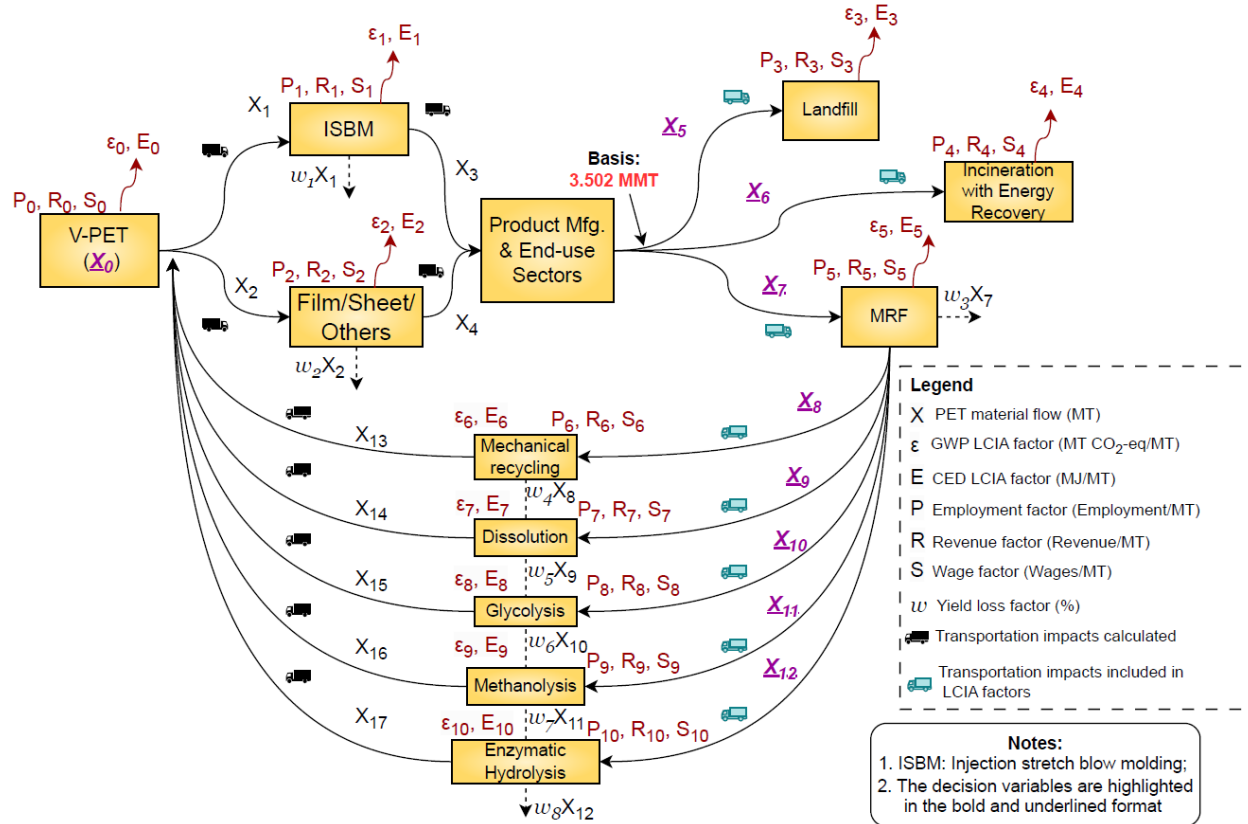 ε3, E3
ε1, E1
P3, R3, S3
ε4, E4
P1, R1, S1
Landfill
X1
ISBM
X5
P4, R4, S4
ε0, E0
w1X1
X3
Basis:
3.502 MMT
X6
Incineration
with Energy
Recovery
P0, R0, S0
V-PET
(X0)
ε2, E2
Product Mfg.
& End-use
Sectors
ε5, E5
P2, R2, S2
P5, R5, S5
X2
Film/Sheet/
Others
X4
X7
MRF
w3X7
w2X2
Legend
X PET material flow (MT)
ε GWP LCIA factor (MT CO2-eq/MT)
E CED LCIA factor (MJ/MT)
P Employment factor (Employment/MT)
R Revenue factor (Revenue/MT)
S Wage factor (Wages/MT)
w Yield loss factor (%)
Transportation impacts calculated
Transportation impacts included in
LCIA factors
X8
ε6, E6
P6, R6, S6
X13
Mechanical
recycling
w4X8
X9
ε7, E7
P7, R7, S7
X14
Dissolution
w5X9
X10
ε8, E8
P8, R8, S8
X15
Glycolysis
w6X10
X11
ε9, E9
P9, R9, S9
X16
Methanolysis
w7X11
X12
ε10, E10
P10, R10, S10
X17
Enzymatic
Hydrolysis
w8X12
Notes:
1. ISBM: Injection stretch blow molding;
2. The decision variables are highlighted
in the bold and underlined format